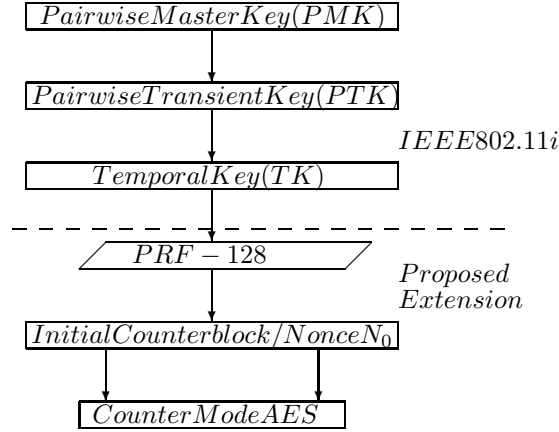 PairwiseMasterKey(PMK)
PairwiseTransientKey(PTK)
IEEE802.11i
TemporalKey(TK)
PRF − 128
Proposed
Extension
InitialCounterblock/NonceN₀
CounterModeAES